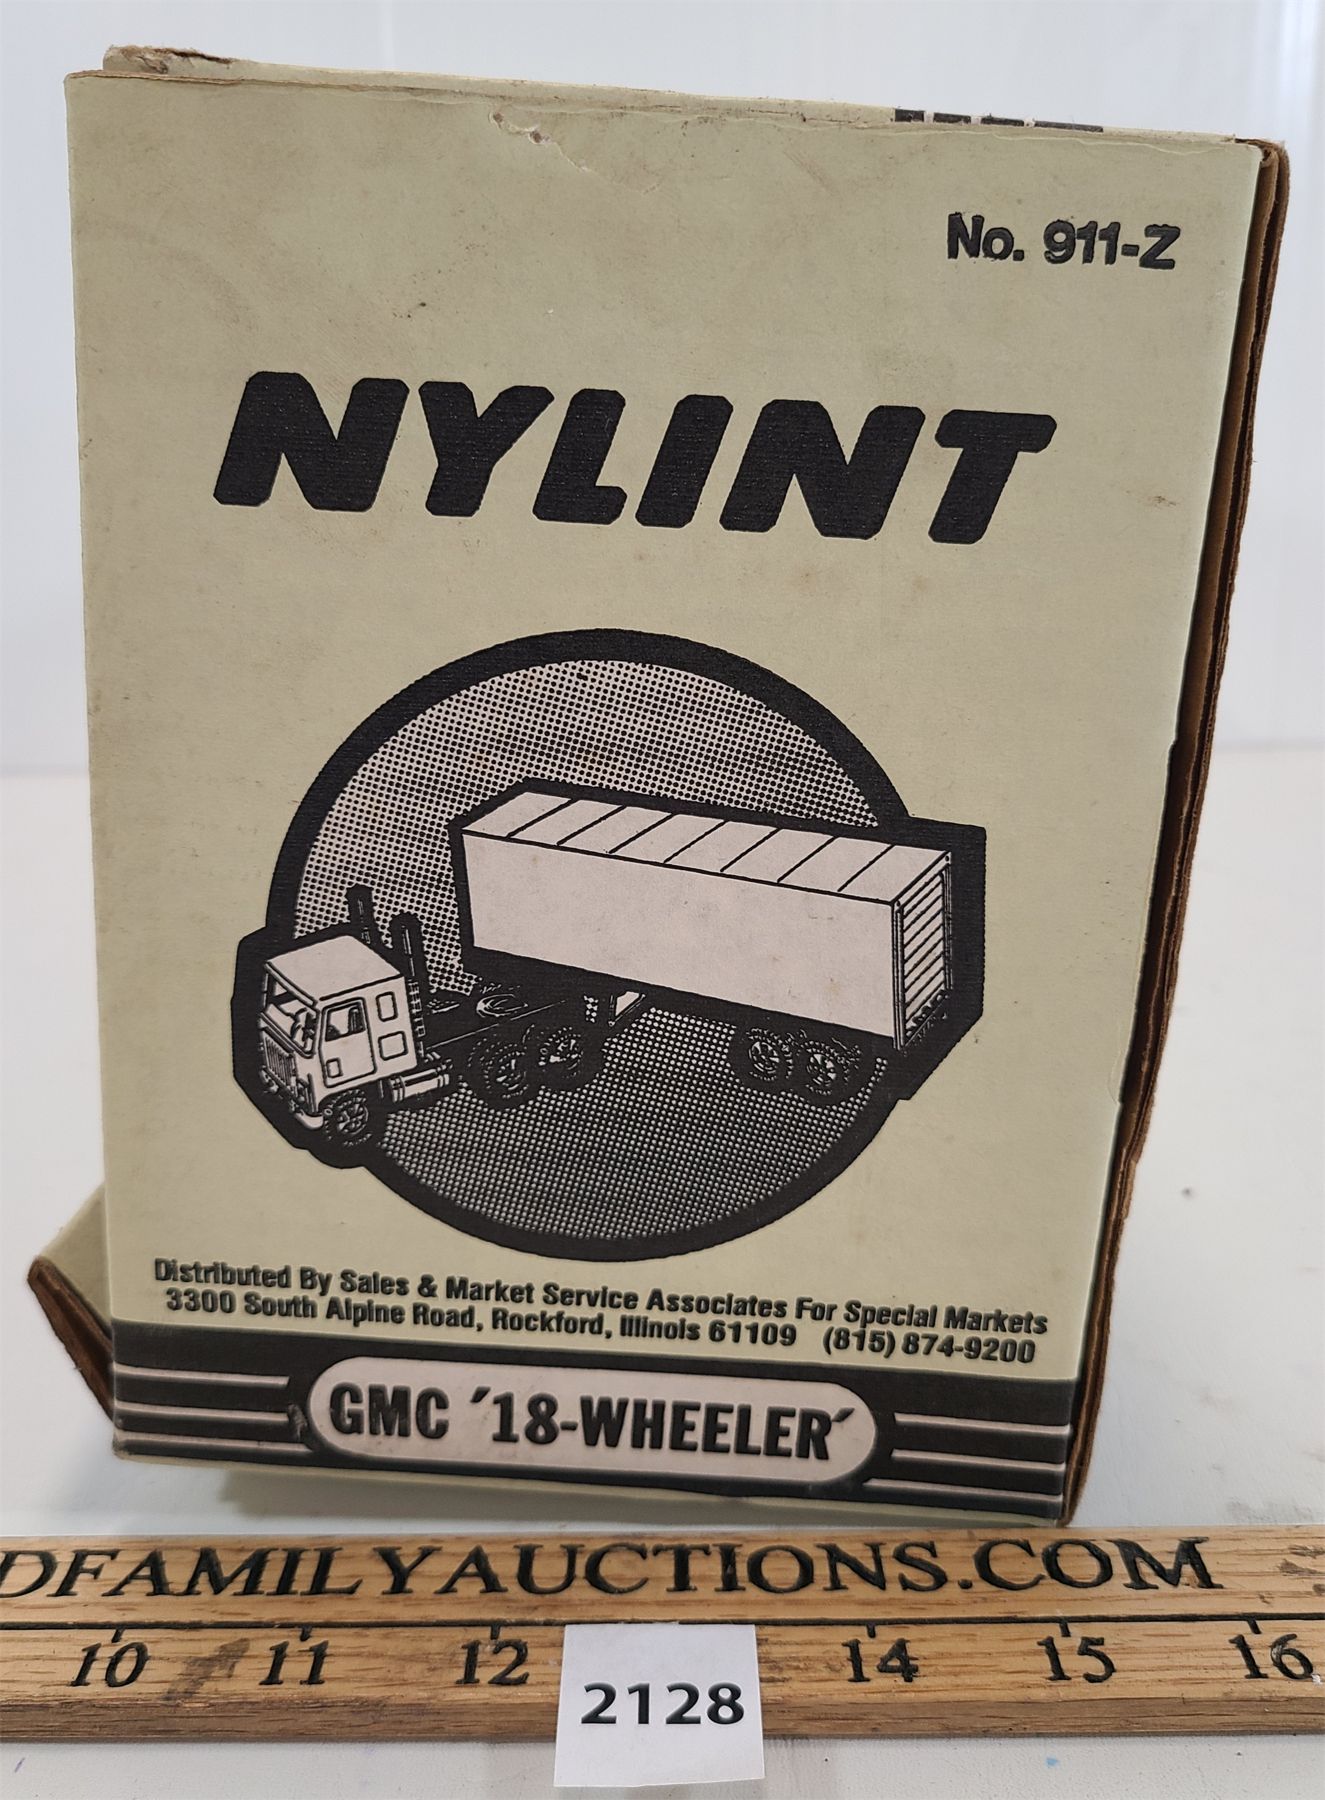 No. 911-Z
NYLINT
Distributed By Sales & Market Service Associates For Special Markets
3300 South Alpine Road, Rockford, Illinois 61109 (815) 874-9200
GMC ′18-WHEELER′
DFAMILYAUCTIONS.COM
10 11 12 14 15 16
2128